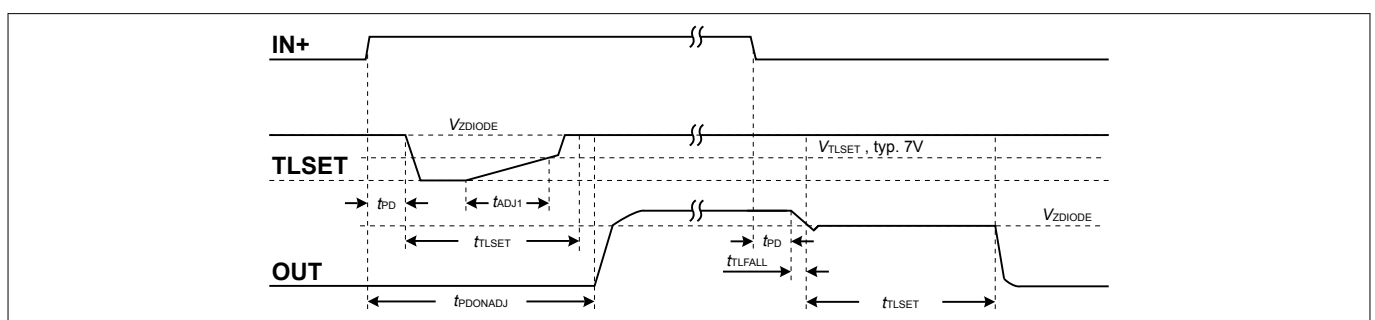 IN+
VZDIODE
VTLSET , typ. 7V
TLSET
tPD
tADJ1
VZDIODE
tTLSET
tPD
tTLFALL
OUT
tPDONADJ
tTLSET